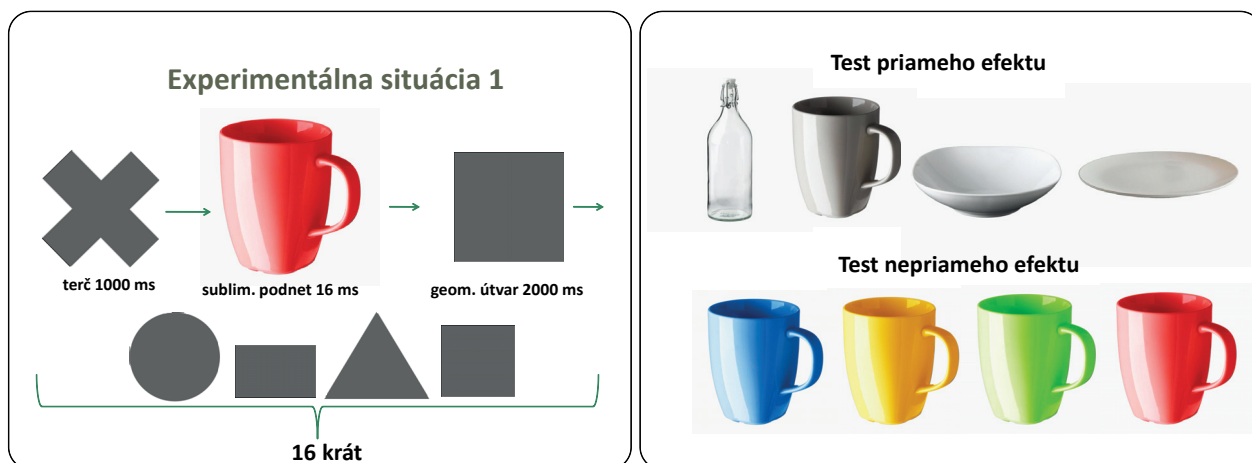 Experimentálna situácia 1
terč 1000 ms
sublim. podnet 16 ms
geom. útvar 2000 ms
16 krát
Test priameho efektu
Test nepriameho efektu